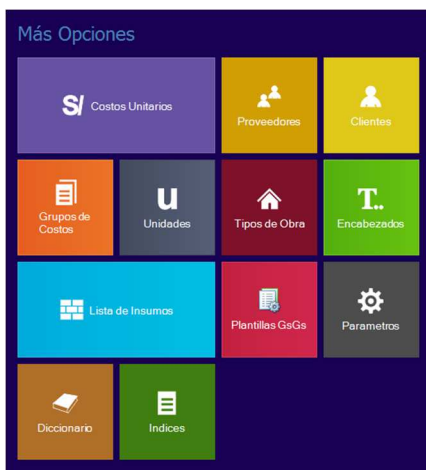 Más Opciones
S/ Costos Unitarios
Proveedores
Clientes
Grupos de
Costos
u
Unidades
Tipos de Obra
T..
Encabezados
Lista de Insumos
Plantillas GsGs
Parametros
Diccionario
Indices